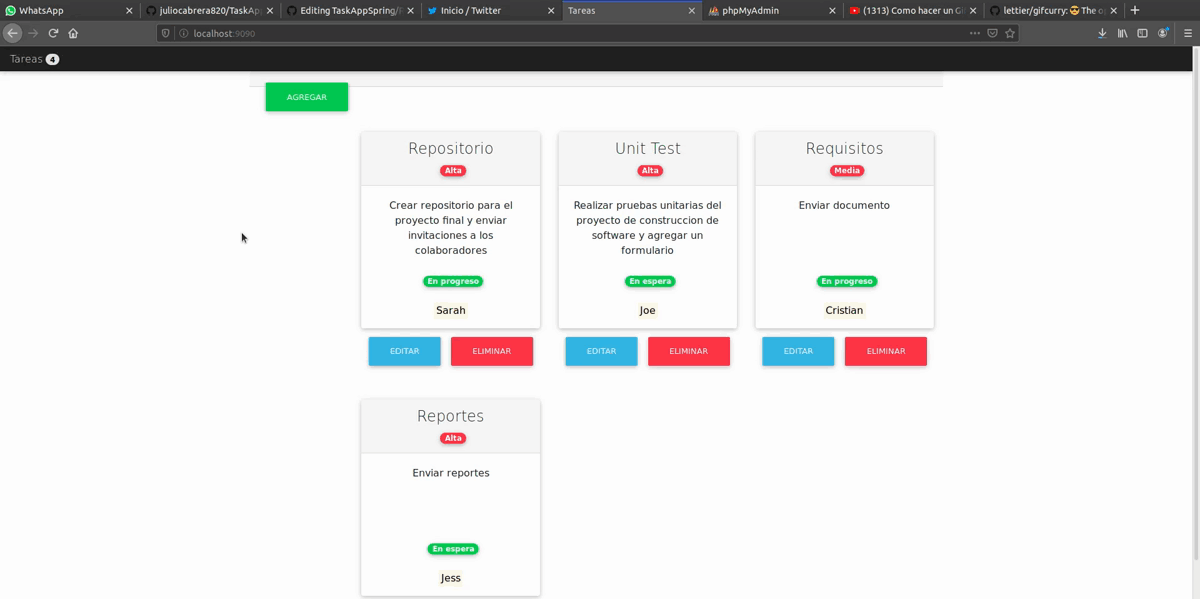 WhatsApp
juliocabrera820/TaskAp
Editing TaskAppSpring/
Inicio / Twitter
Tareas
phpMyAdmin
(1313) Como hacer un G
lettier/gifcurry: 😎 The o
localhost:9090
Tareas 4
AGREGAR
Repositorio
Alta
Crear repositorio para el
proyecto final y enviar
invitaciones a los
colaboradores
En progreso
Sarah
EDITAR
ELIMINAR
Unit Test
Alta
Realizar pruebas unitarias del
proyecto de construccion de
software y agregar un
formulario
En espera
Joe
EDITAR
ELIMINAR
Requisitos
Media
Enviar documento
En progreso
Cristian
EDITAR
ELIMINAR
Reportes
Alta
Enviar reportes
En espera
Jess